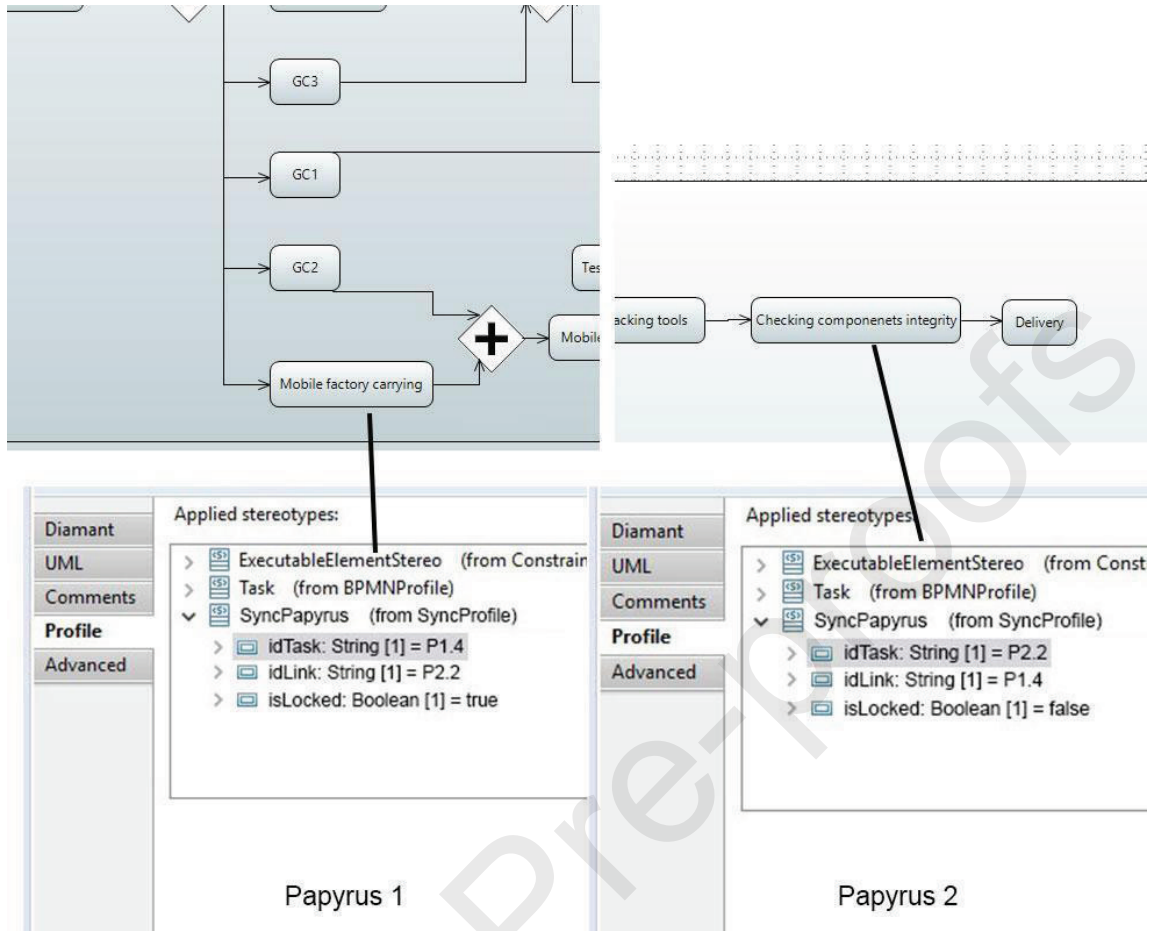 GC3
GC1
GC2
Mobile factory carrying
acking tools
Checking componenets integrity
Delivery
Diamant
UML
Comments
Profile
Advanced
Applied stereotypes:
ExecutableElementStereo (from Constrain
Task (from BPMNProfile)
SyncPapyrus (from SyncProfile)
idTask: String [1] = P1.4
idLink: String [1] = P2.2
isLocked: Boolean [1] = true
Papyrus 1
Diamant
UML
Comments
Profile
Advanced
Applied stereotypes
ExecutableElementStereo (from Const
Task (from BPMNProfile)
SyncPapyrus (from SyncProfile)
idTask: String [1] = P2.2
idLink: String [1] = P1.4
isLocked: Boolean [1] = false
Papyrus 2
Pre-proofs